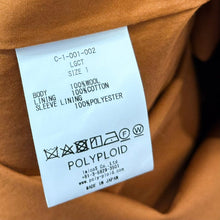 C-1-001-002
LGCT
SIZE 1
BODY 100%WOOL
LINING 100%COTTON
SLEEVE LINING 100%POLYESTER
POLYPLOID
MADE IN JAPAN